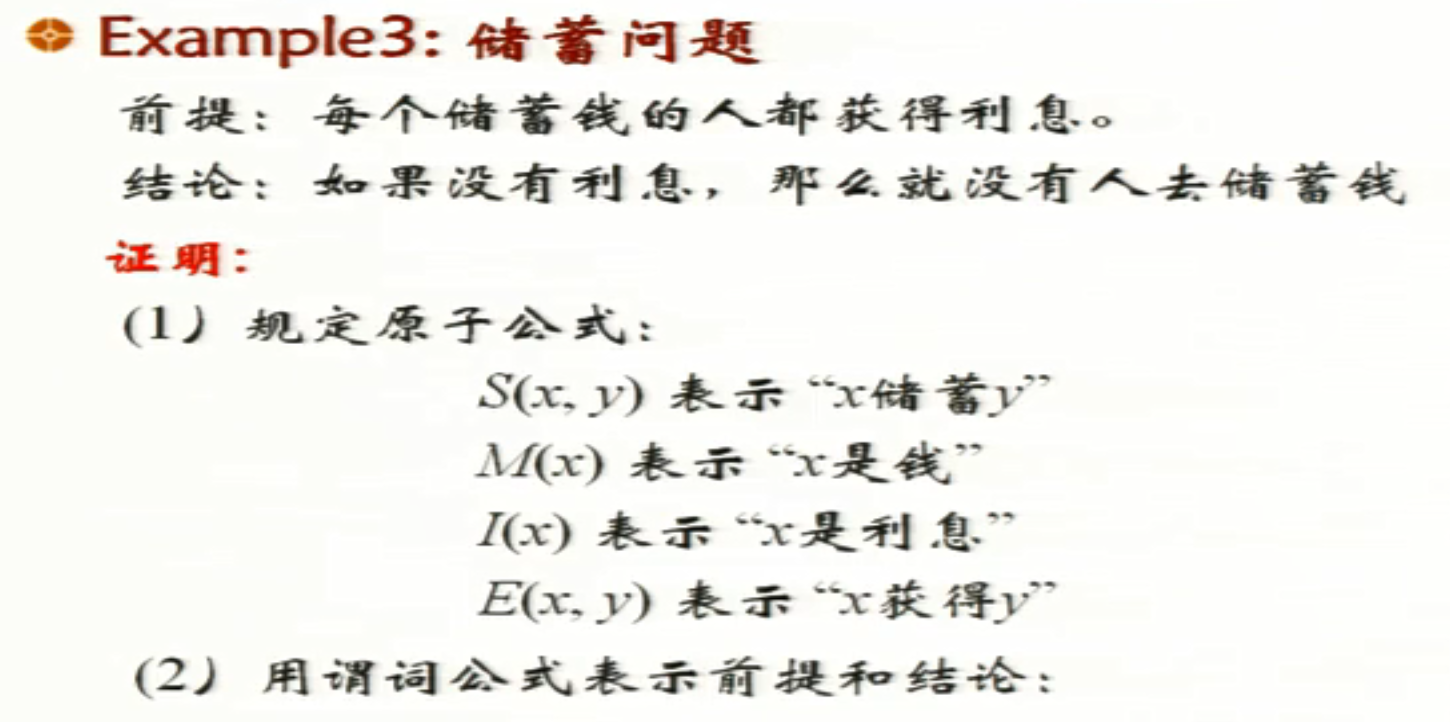 Example3: 储蓄问题
前提：每个储蓄钱的人都获得利息。
结论：如果没有利息，那么就没有人去储蓄钱
证明：
(1）规定原子公式：
S(x, y) 表示 “x储蓄y”
M(x) 表示 “x是钱”
I(x) 表示 “x是利息”
E(x, y) 表示 “x获得y”
(2）用谓词公式表示前提和结论：